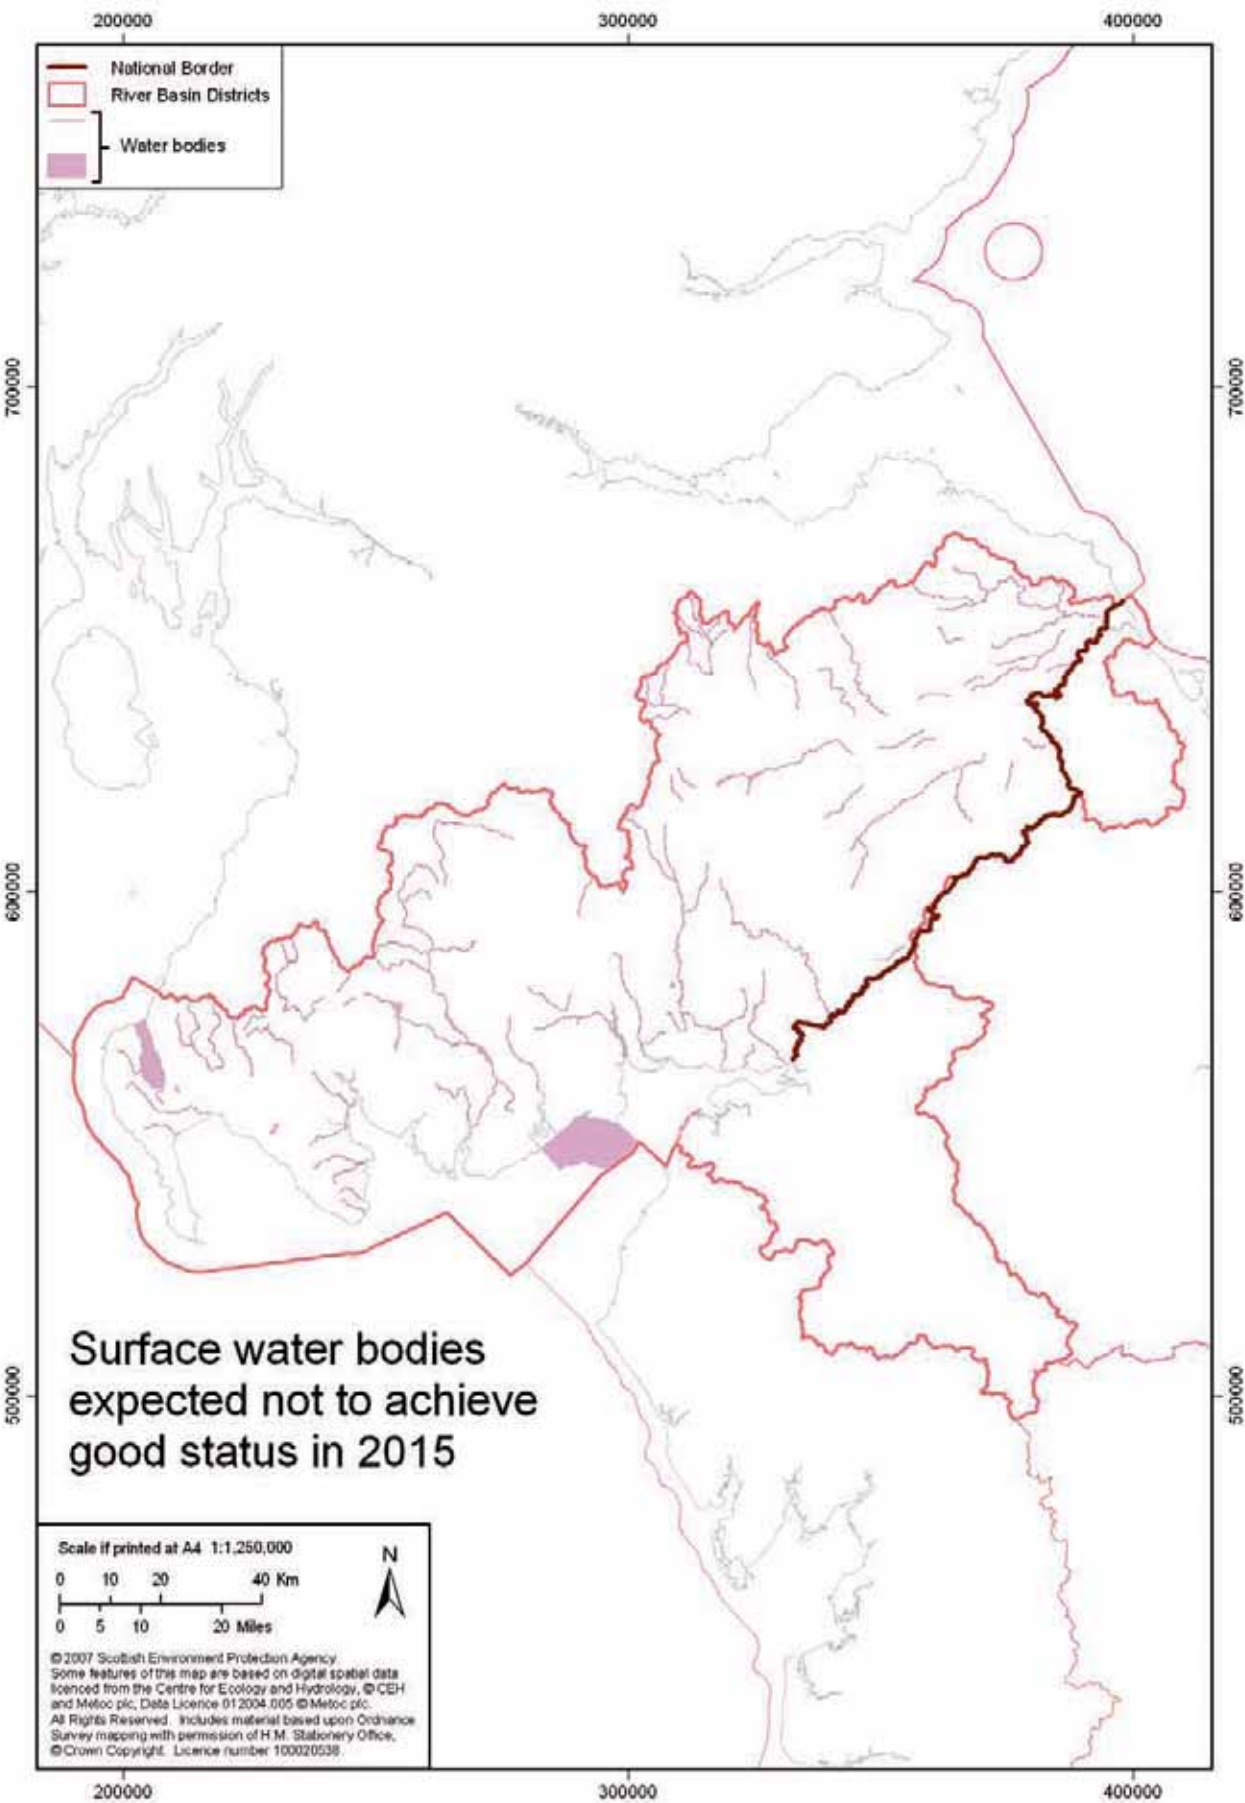 200000
300000
400000
National Border
River Basin Districts
Water bodies
700000
700000
600000
600000
500000
500000
Surface water bodies
expected not to achieve
good status in 2015
Scale if printed at A4 1:1,250,000
N
0 10 20 40 Km
0 5 10 20 Miles
© 2007 Scottish Environment Protection Agency
Some features of this map are based on digital spatial data
licenced from the Centre for Ecology and Hydrology, © CEH
and Metoc plc, Data Licence 012004.005 © Metoc plc.
All Rights Reserved. Includes material based upon Ordnance
Survey mapping with permission of H.M. Stationery Office,
© Crown Copyright. Licence number 100020538.
200000
300000
400000